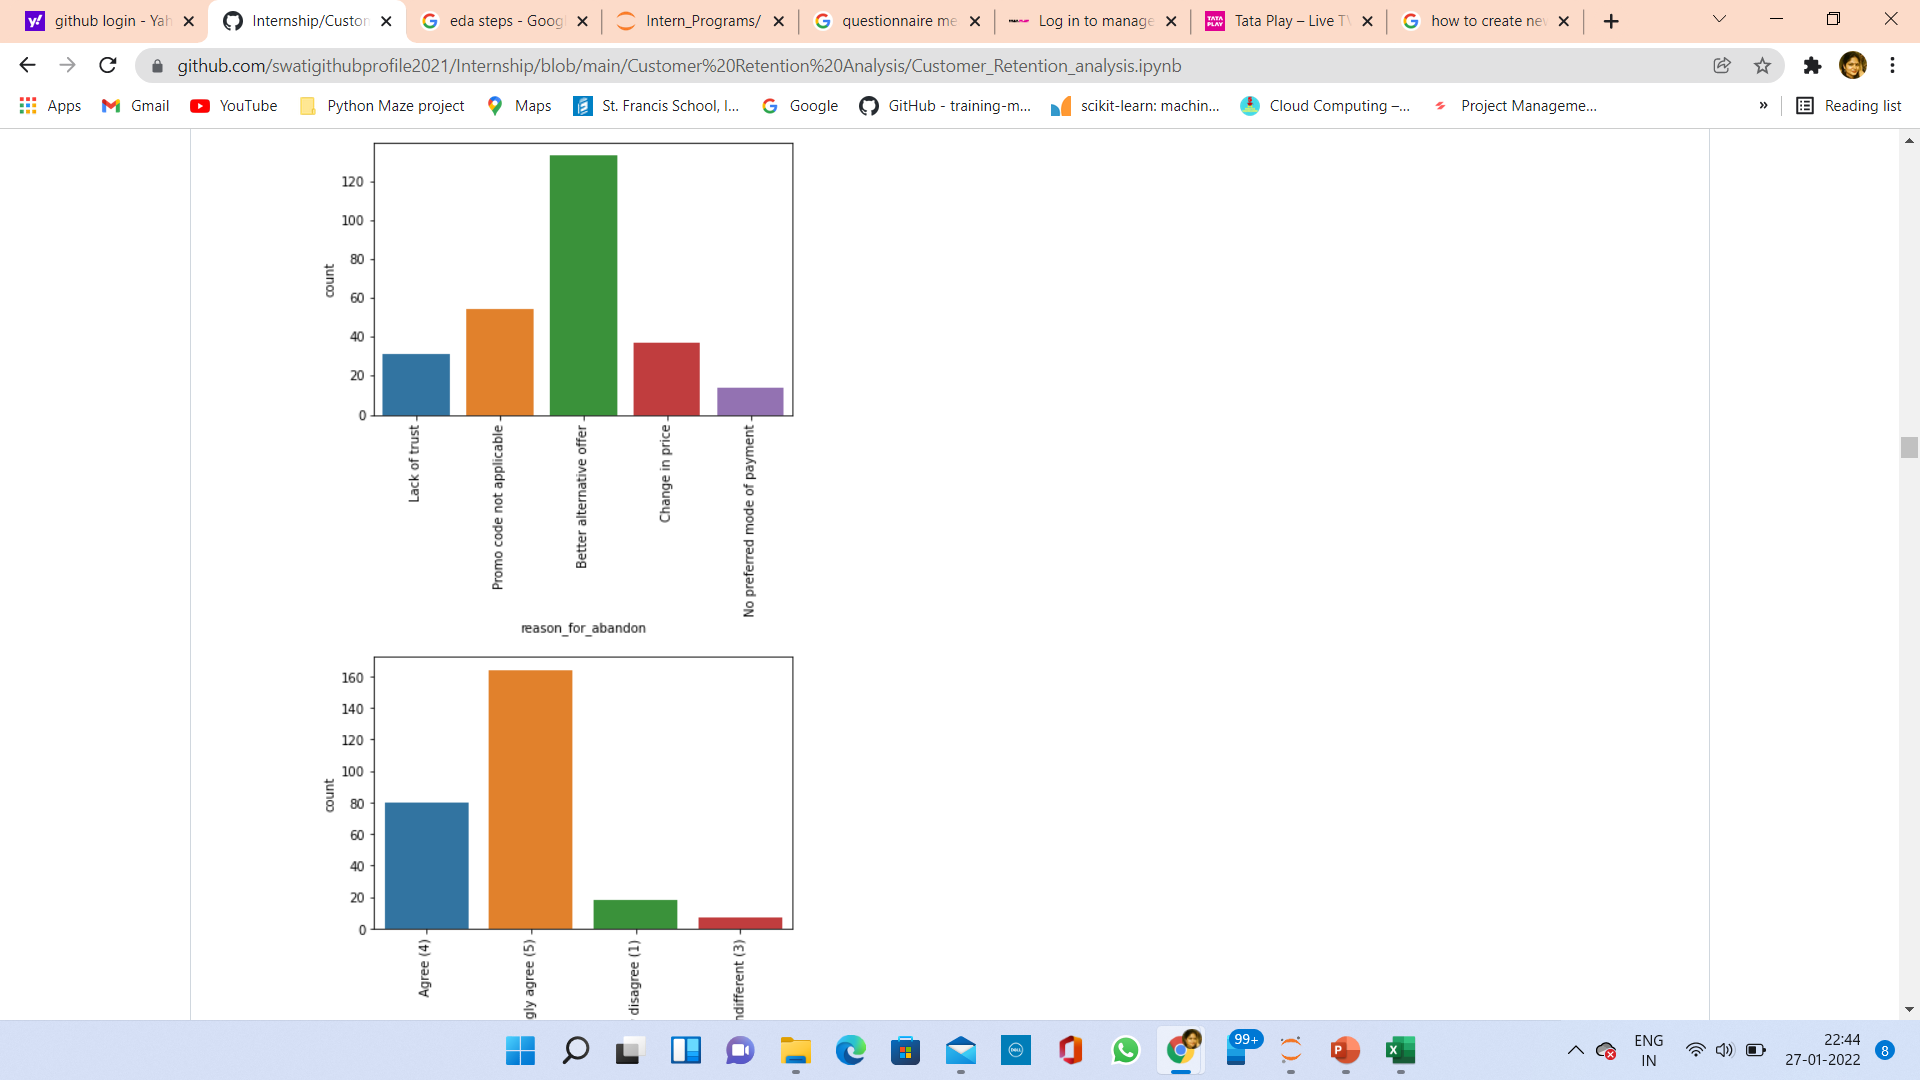 github login - Yah
Internship/Custon
eda steps - Goog
Intern_Programs/
questionnaire me
Log in to manage
Tata Play – Live TV
how to create nev
github.com/swatigithubprofile2021/Internship/blob/main/Customer%20Retention%20Analysis/Customer_Retention_analysis.ipynb
Apps
Gmail
YouTube
Python Maze project
Maps
St. Francis School, I...
Google
GitHub - training-m...
scikit-learn: machin...
Cloud Computing –...
Project Manageme...
»
Reading list
120
100
80
60
40
20
0
count
Lack of trust
Promo code not applicable
Better alternative offer
Change in price
No preferred mode of payment
reason_for_abandon
160
140
120
100
80
60
40
20
0
count
Agree (4)
gly agree (5)
disagree (1)
ndifferent (3)
99+
ENG
IN
22:44
27-01-2022
8